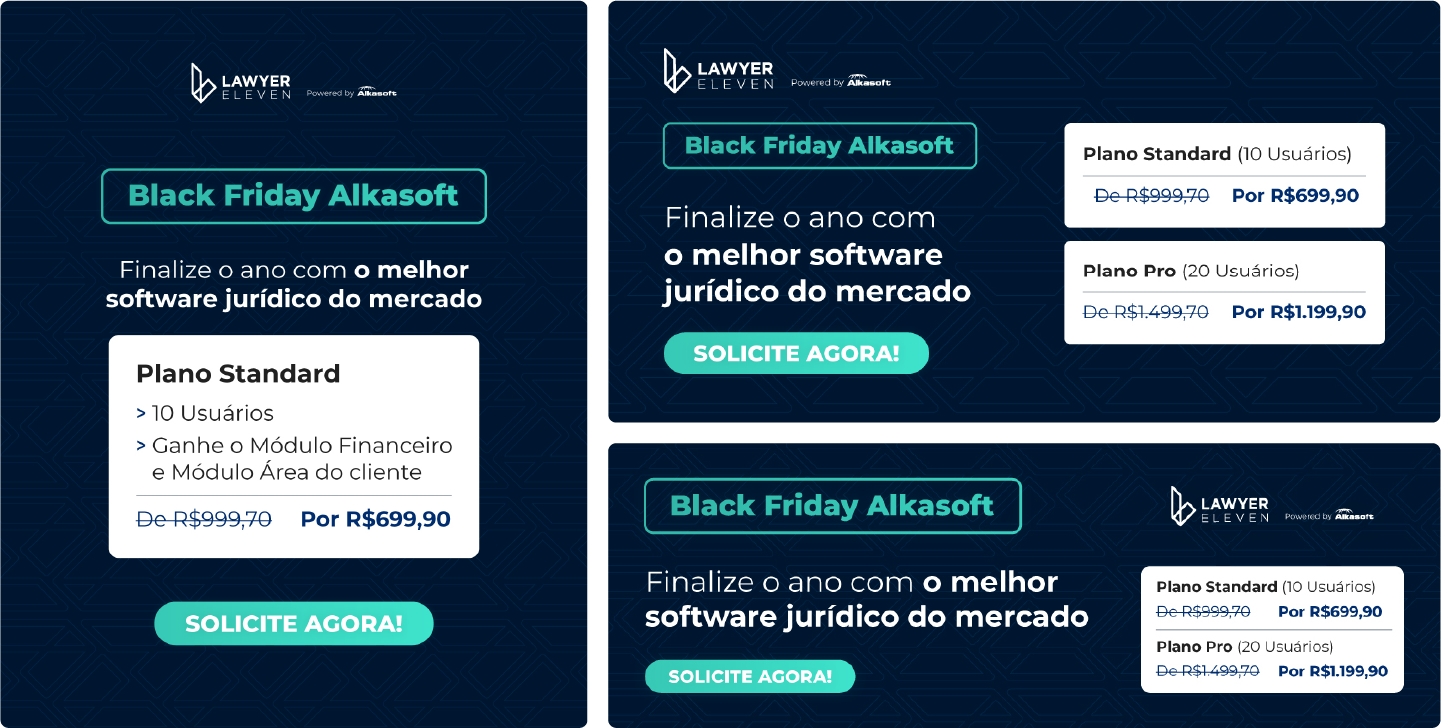 LAWYER
ELEVEN
Powered by Alkasoft
Black Friday Alkasoft
Finalize o ano com o melhor
software jurídico do mercado
Plano Standard
> 10 Usuários
> Ganhe o Módulo Financeiro
e Módulo Área do cliente
De R$999,70 Por R$699,90
SOLICITE AGORA!
LAWYER
ELEVEN
Powered by Alkasoft
Black Friday Alkasoft
Finalize o ano com
o melhor software
jurídico do mercado
SOLICITE AGORA!
Plano Standard (10 Usuários)
De R$999,70 Por R$699,90
Plano Pro (20 Usuários)
De R$1.499,70 Por R$1.199,90
Black Friday Alkasoft
Finalize o ano com o melhor
software jurídico do mercado
SOLICITE AGORA!
LAWYER
ELEVEN
Powered by Alkasoft
Plano Standard (10 Usuários)
De R$999,70 Por R$699,90
Plano Pro (20 Usuários)
De R$1.499,70 Por R$1.199,90